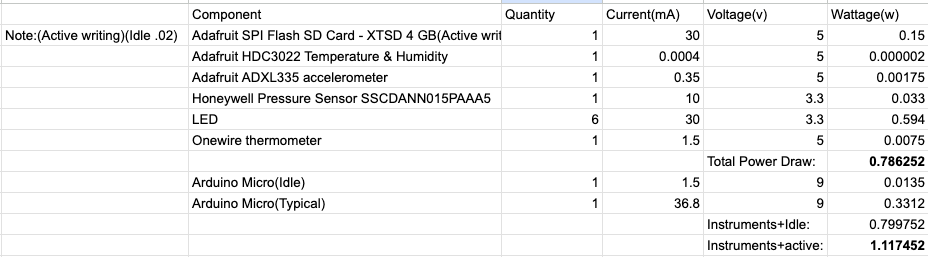 Component Quantity Current(mA) Voltage(v) Wattage(w)
Note:(Active writing)(Idle .02) Adafruit SPI Flash SD Card - XTSD 4 GB(Active writ 1 30 5 0.15
Adafruit HDC3022 Temperature & Humidity 1 0.0004 5 0.000002
Adafruit ADXL335 accelerometer 1 0.35 5 0.00175
Honeywell Pressure Sensor SSCDANN015PAAA5 1 10 3.3 0.033
LED 6 30 3.3 0.594
Onewire thermometer 1 1.5 5 0.0075
Total Power Draw: 0.786252
Arduino Micro(Idle) 1 1.5 9 0.0135
Arduino Micro(Typical) 1 36.8 9 0.3312
Instruments+Idle: 0.799752
Instruments+active: 1.117452